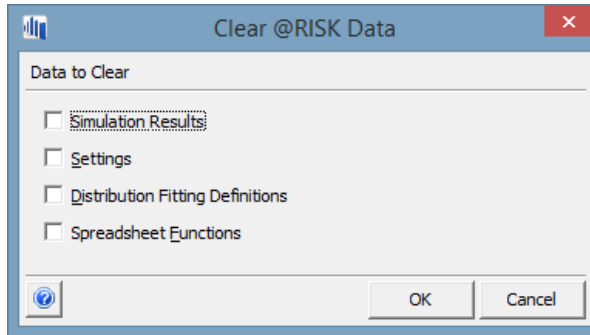 Clear @RISK Data
Data to Clear
Simulation Results
Settings
Distribution Fitting Definitions
Spreadsheet Functions
OK
Cancel